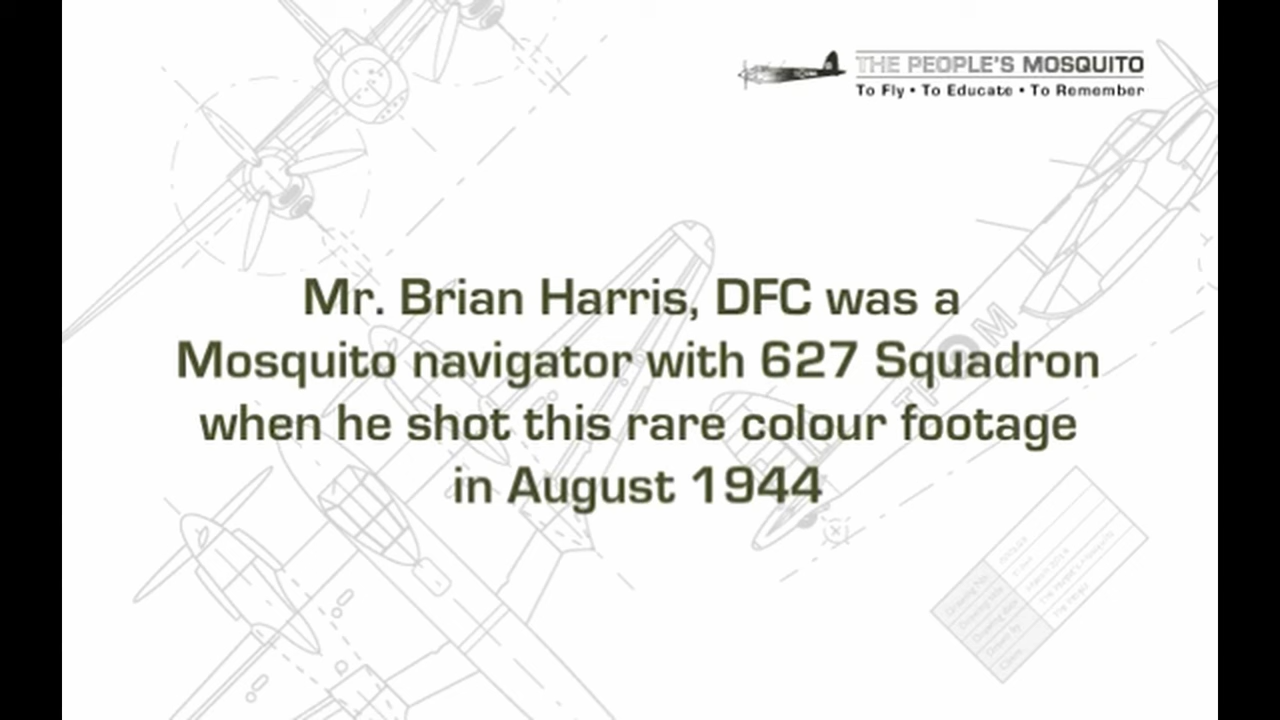 THE PEOPLE'S MOSQUITO
To Fly • To Educate • To Remember
Mr. Brian Harris, DFC was a
Mosquito navigator with 627 Squadron
when he shot this rare colour footage
in August 1944
TP M